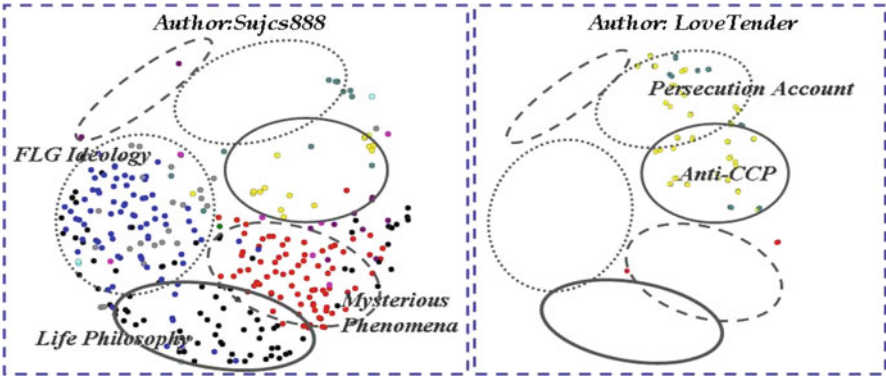 Author:Sujcs888
FLG Ideology
Mysterious
Phenomena
Life Philosophy
Author: LoveTender
Persecution Account
Anti-CCP